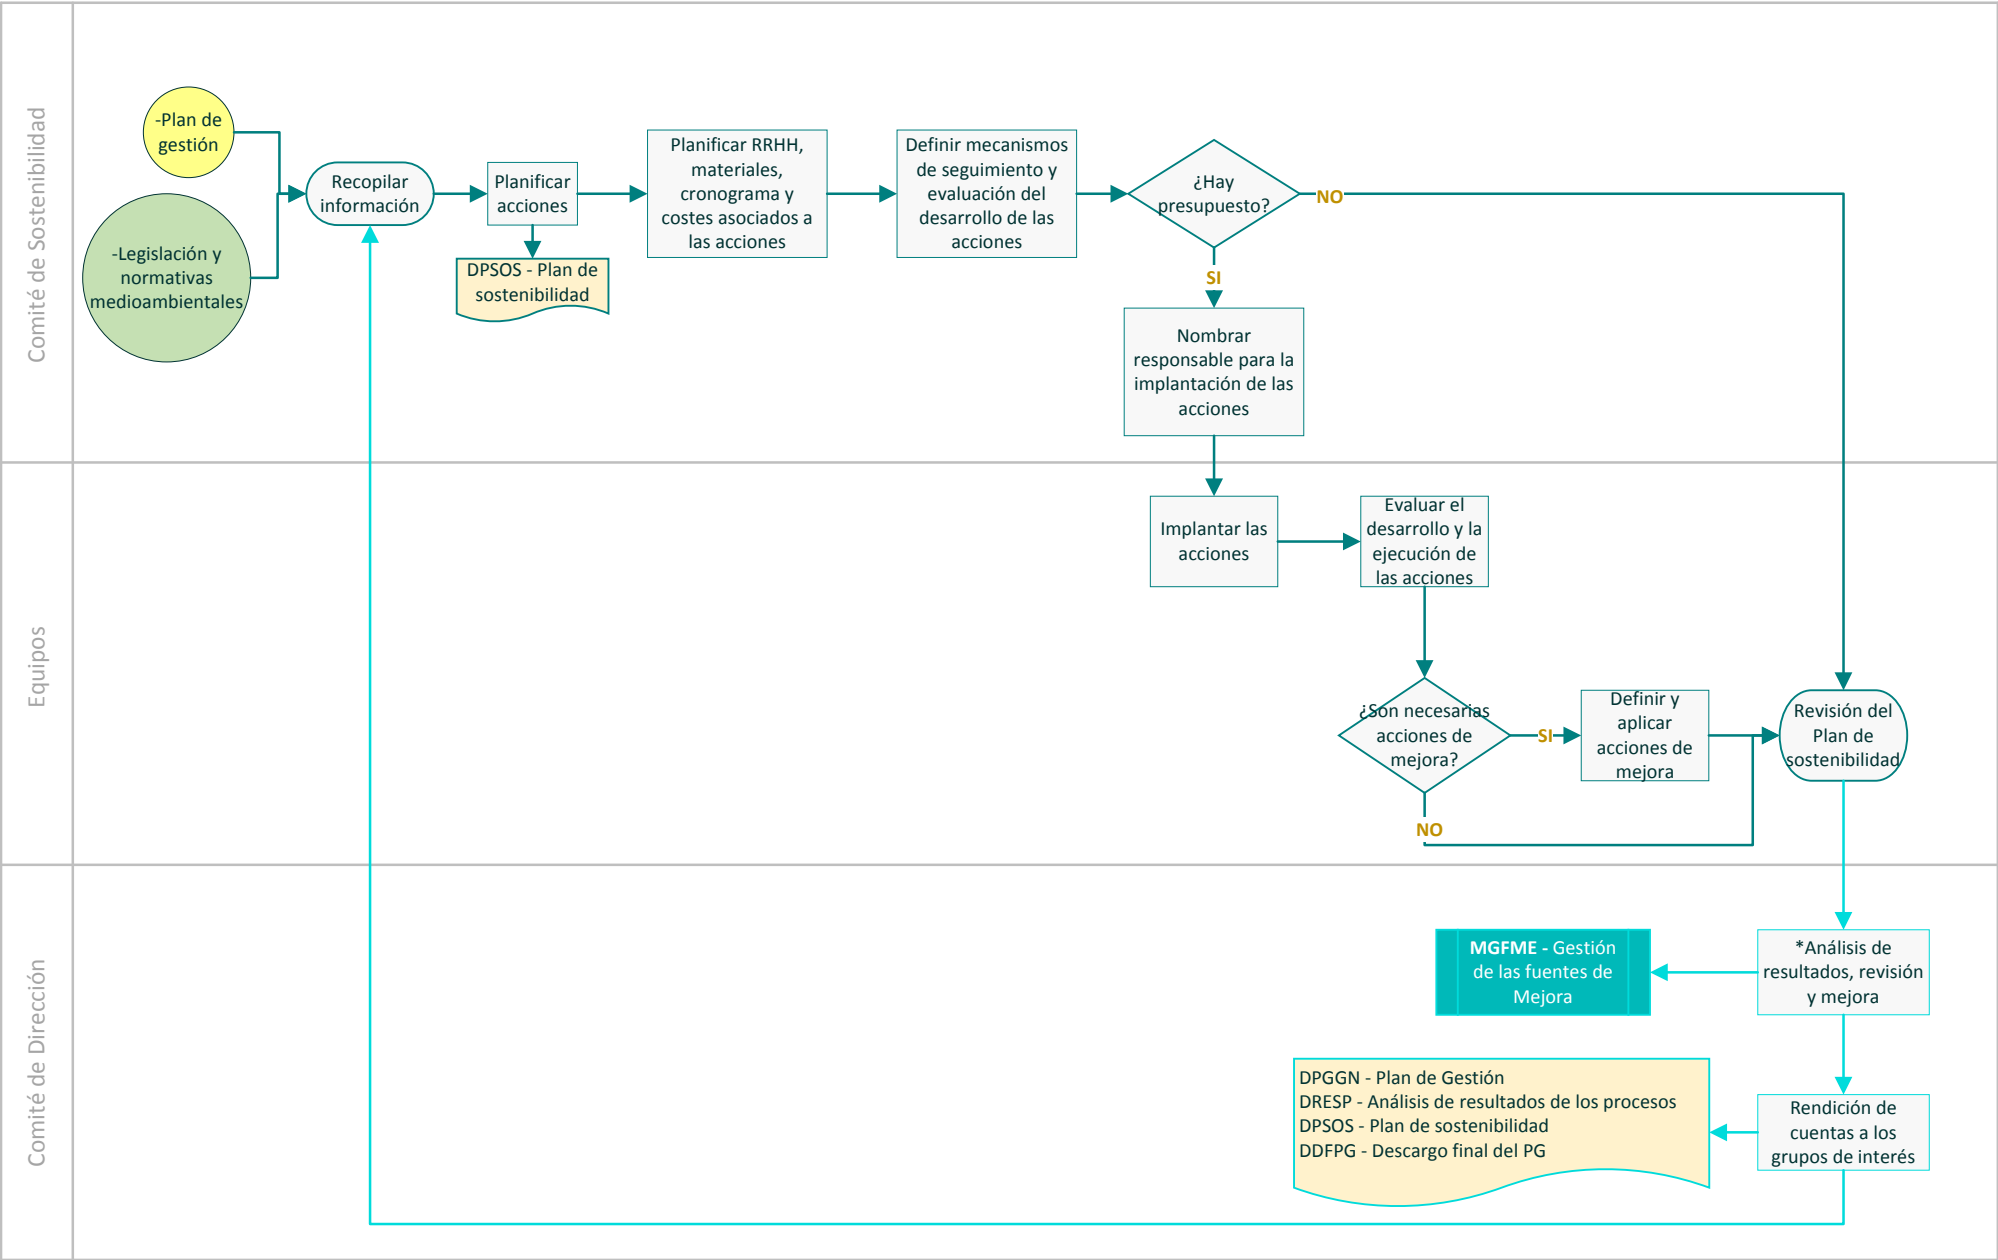 Comité de Sostenibilidad
-Plan de
gestión
-Legislación y
normativas
medioambientales
Recopilar
información
Planificar
acciones
DPSOS - Plan de
sostenibilidad
Planificar RRHH,
materiales,
cronograma y
costes asociados a
las acciones
Definir mecanismos
de seguimiento y
evaluación del
desarrollo de las
acciones
¿Hay
presupuesto?
NO
SI
Nombrar
responsable para la
implantación de las
acciones
Equipos
Implantar las
acciones
Evaluar el
desarrollo y la
ejecución de
las acciones
¿Son necesarias
acciones de
mejora?
SI
NO
Definir y
aplicar
acciones de
mejora
Revisión del
Plan de
sostenibilidad
Comité de Dirección
*Análisis de
resultados, revisión
y mejora
MGFME - Gestión
de las fuentes de
Mejora
Rendición de
cuentas a los
grupos de interés
DPGGN - Plan de Gestión
DRESP - Análisis de resultados de los procesos
DPSOS - Plan de sostenibilidad
DDFPG - Descargo final del PG